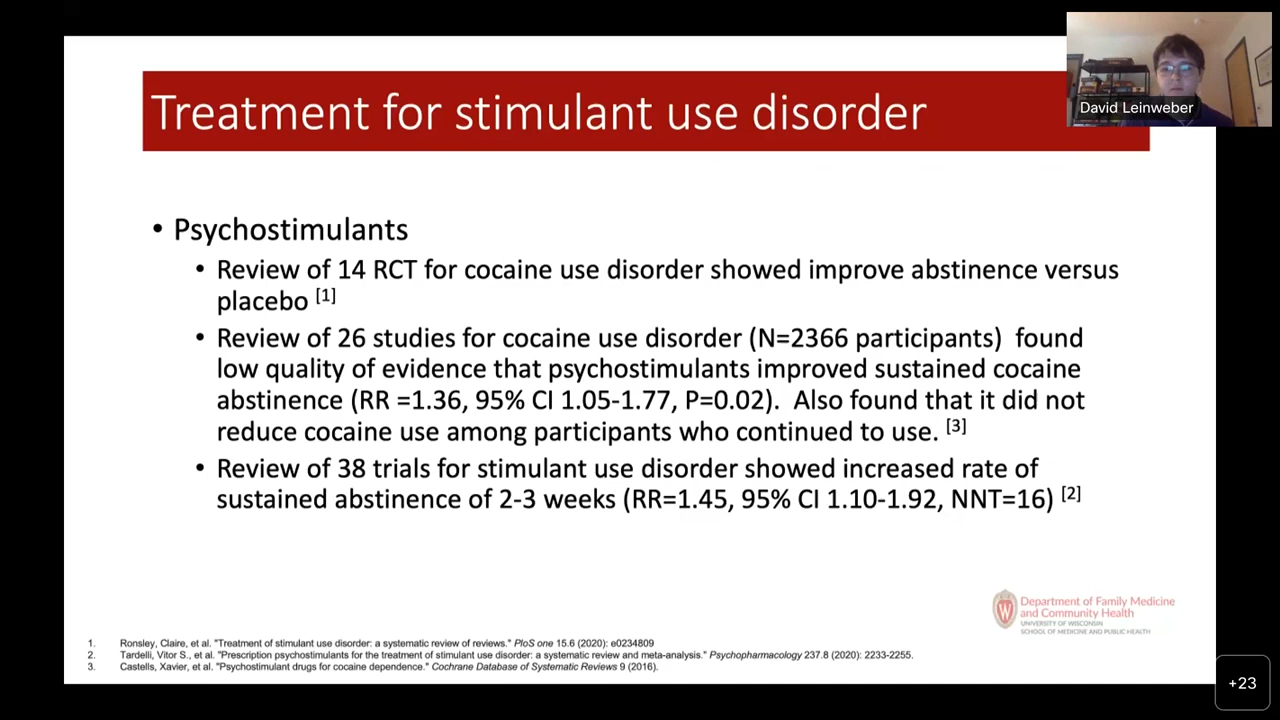 Treatment for stimulant use disorder
David Leinweber
• Psychostimulants
• Review of 14 RCT for cocaine use disorder showed improve abstinence versus
placebo [1]
• Review of 26 studies for cocaine use disorder (N=2366 participants)  found
low quality of evidence that psychostimulants improved sustained cocaine
abstinence (RR =1.36, 95% CI 1.05-1.77, P=0.02).  Also found that it did not
reduce cocaine use among participants who continued to use. [3]
• Review of 38 trials for stimulant use disorder showed increased rate of
sustained abstinence of 2-3 weeks (RR=1.45, 95% CI 1.10-1.92, NNT=16) [2]
W
Department of Family Medicine
and Community Health
UNIVERSITY OF WISCONSIN
SCHOOL OF MEDICINE AND PUBLIC HEALTH
1. Ronsley, Claire, et al. "Treatment of stimulant use disorder: a systematic review of reviews." PloS one 15.6 (2020): e0234809
2. Tardelli, Vitor S., et al. "Prescription psychostimulants for the treatment of stimulant use disorder: a systematic review and meta-analysis." Psychopharmacology 237.8 (2020): 2233-2255.
3. Castells, Xavier, et al. "Psychostimulant drugs for cocaine dependence." Cochrane Database of Systematic Reviews 9 (2016).
+23